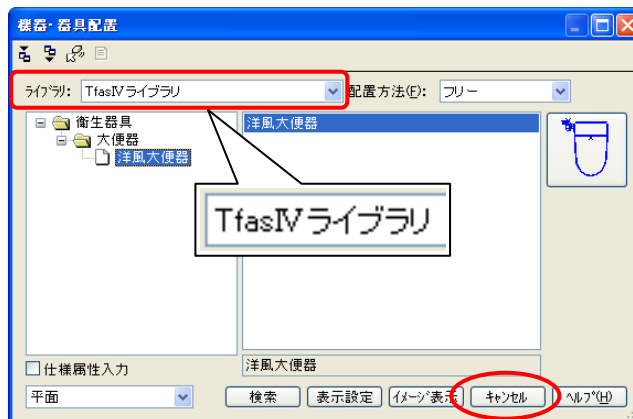 機器・器具配置
ライブラリ: TfasⅣライブラリ 配置方法(F): フリー
衛生器具
大便器
洋風大便器
洋風大便器
TfasⅣライブラリ
仕様属性入力
洋風大便器
平面 検索 表示設定 イメージ表示 キャンセル ヘルプ(H)